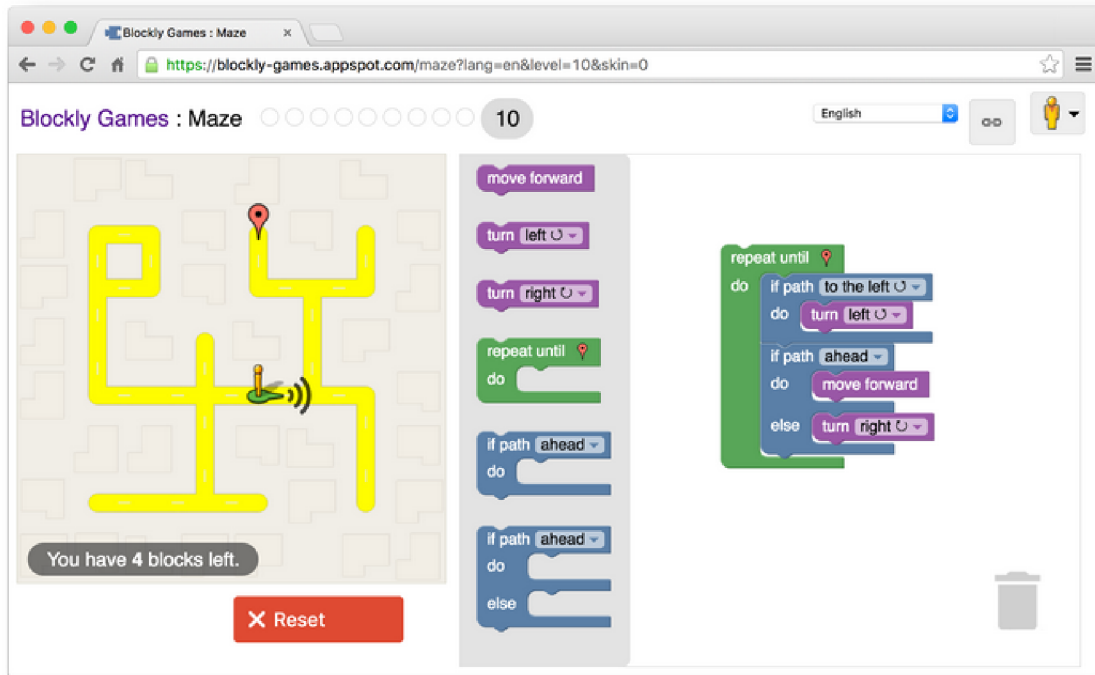 Blockly Games : Maze
https://blockly-games.appspot.com/maze?lang=en&level=10&skin=0
Blockly Games : Maze 10
English
move forward
turn left
turn right
repeat until
do
if path ahead
do
if path ahead
do
else
repeat until
do if path to the left
do turn left
if path ahead
do move forward
else turn right
You have 4 blocks left.
Reset